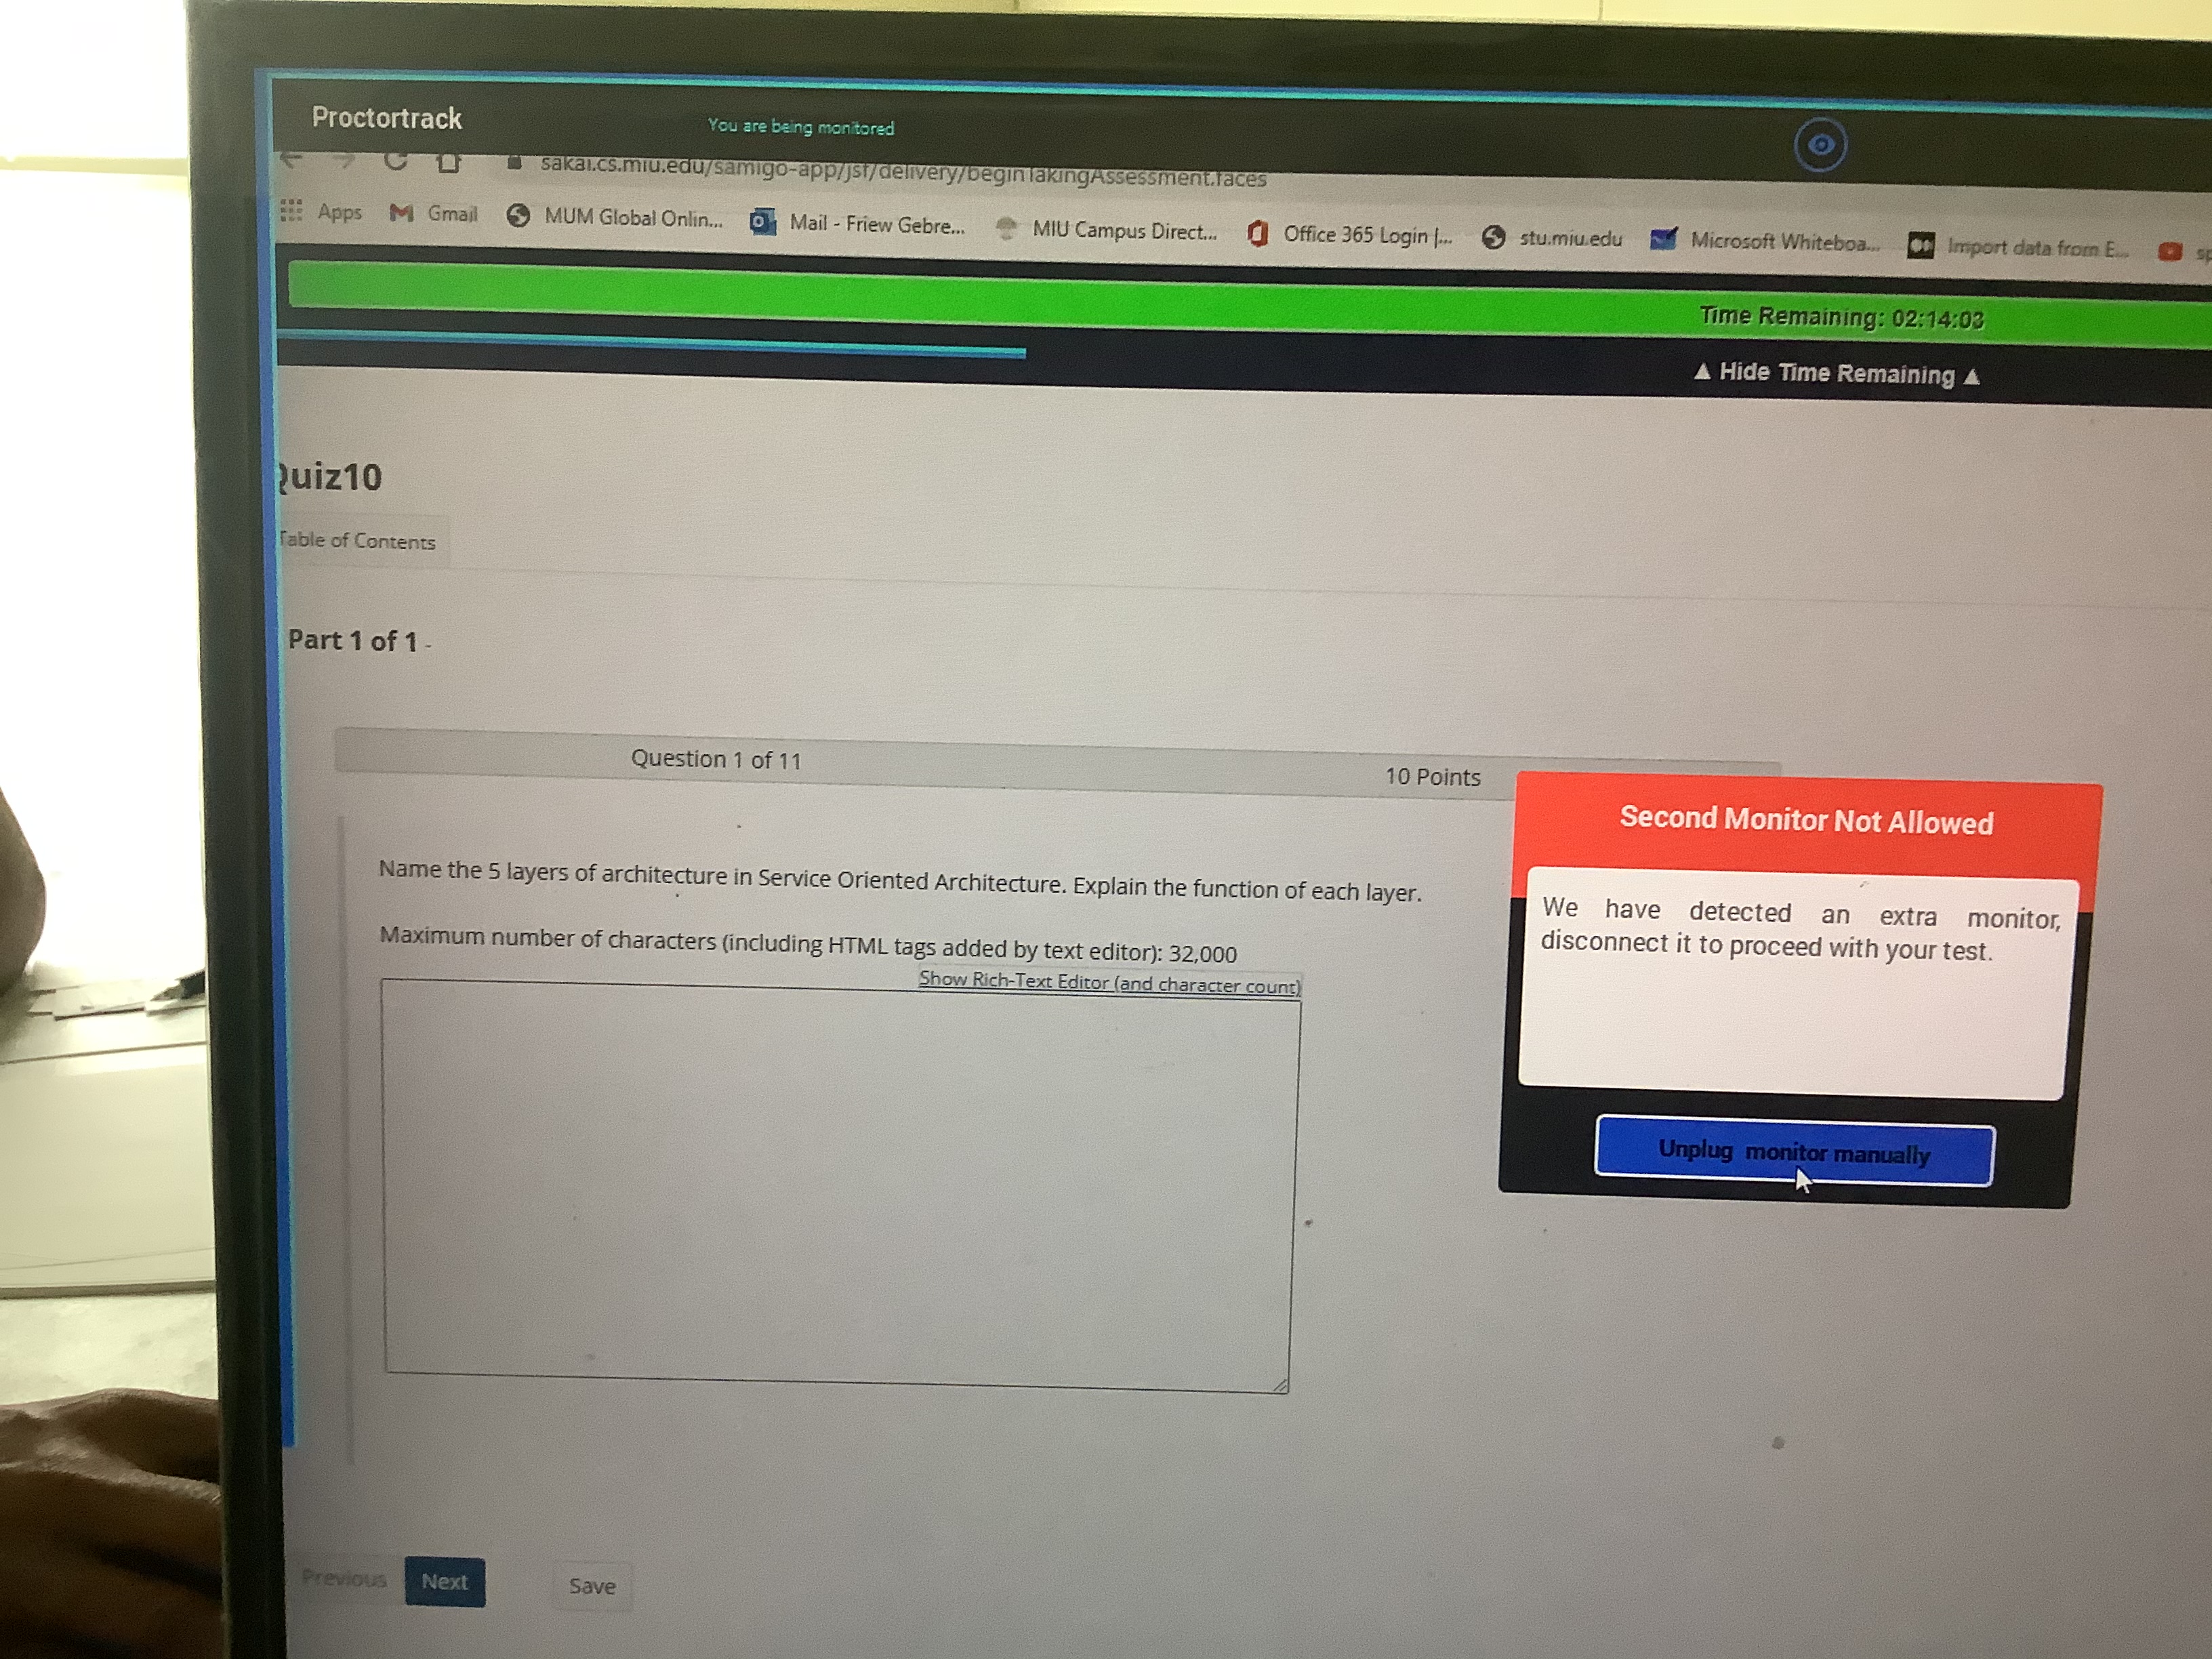 Proctortrack
You are being monitored
sakai.cs.miu.edu/samigo-app/jsf/delivery/beginTakingAssessment.faces
Apps Gmail MUM Global Onlin... Mail - Friew Gebre... MIU Campus Direct... Office 365 Login |... stu.miu.edu Microsoft Whiteboa... Import data from E... sp
Time Remaining: 02:14:03
▲ Hide Time Remaining ▲
Quiz10
Table of Contents
Part 1 of 1 -
Question 1 of 11
10 Points
Name the 5 layers of architecture in Service Oriented Architecture. Explain the function of each layer.
Maximum number of characters (including HTML tags added by text editor): 32,000
Show Rich-Text Editor (and character count)
Second Monitor Not Allowed
We have detected an extra monitor,
disconnect it to proceed with your test.
Unplug monitor manually
Previous Next Save